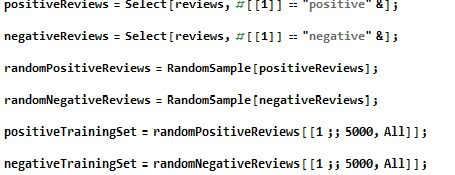 positiveReviews = Select[reviews, #[[1]] == "positive" &];
negativeReviews = Select[reviews, #[[1]] == "negative" &];
randomPositiveReviews = RandomSample[positiveReviews];
randomNegativeReviews = RandomSample[negativeReviews];
positiveTrainingSet = randomPositiveReviews[[1 ;; 5000, All]];
negativeTrainingSet = randomNegativeReviews[[1 ;; 5000, All]];